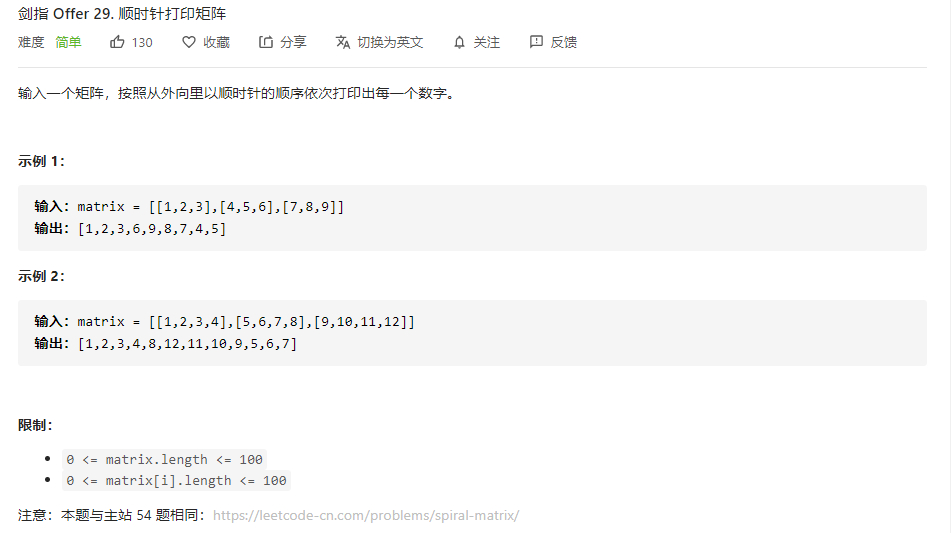 剑指 Offer 29. 顺时针打印矩阵
难度 简单 130 收藏 分享 切换为英文 关注 反馈
输入一个矩阵，按照从外向里以顺时针的顺序依次打印出每一个数字。
示例 1：
输入：matrix = [[1,2,3],[4,5,6],[7,8,9]]
输出：[1,2,3,6,9,8,7,4,5]
示例 2：
输入：matrix = [[1,2,3,4],[5,6,7,8],[9,10,11,12]]
输出：[1,2,3,4,8,12,11,10,9,5,6,7]
限制：
0 <= matrix.length <= 100
0 <= matrix[i].length <= 100
注意：本题与主站 54 题相同：https://leetcode-cn.com/problems/spiral-matrix/